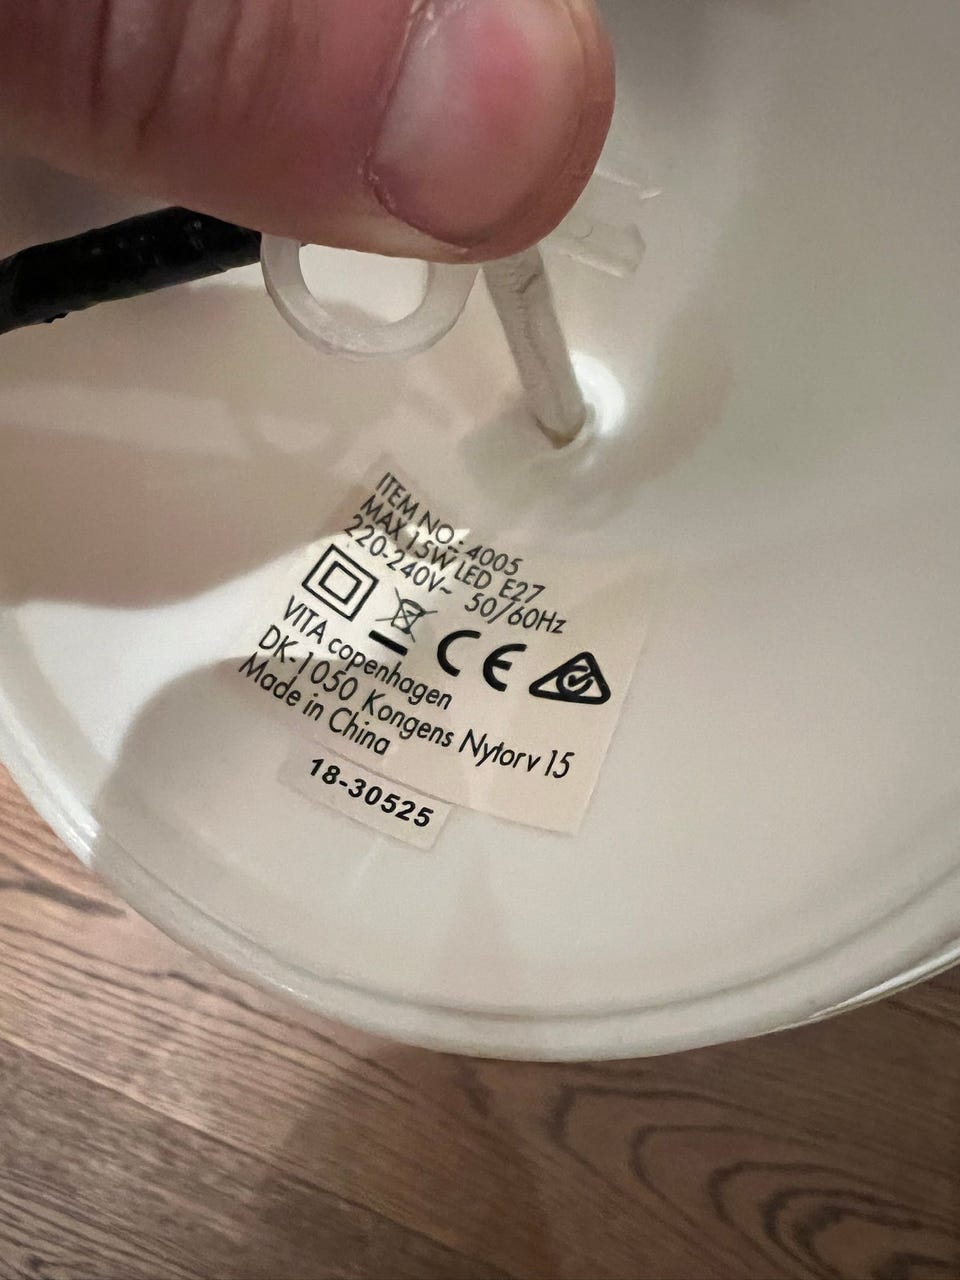 ITEM NO.: 4005
MAX 15W LED E27
220-240V~ 50/60Hz
CE
VITA copenhagen
DK-1050 Kongens Nytorv 15
Made in China
18-30525